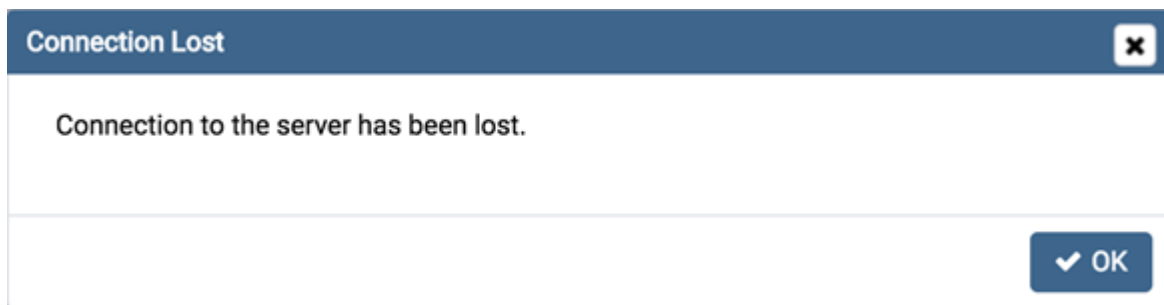 Connection Lost
Connection to the server has been lost.
OK